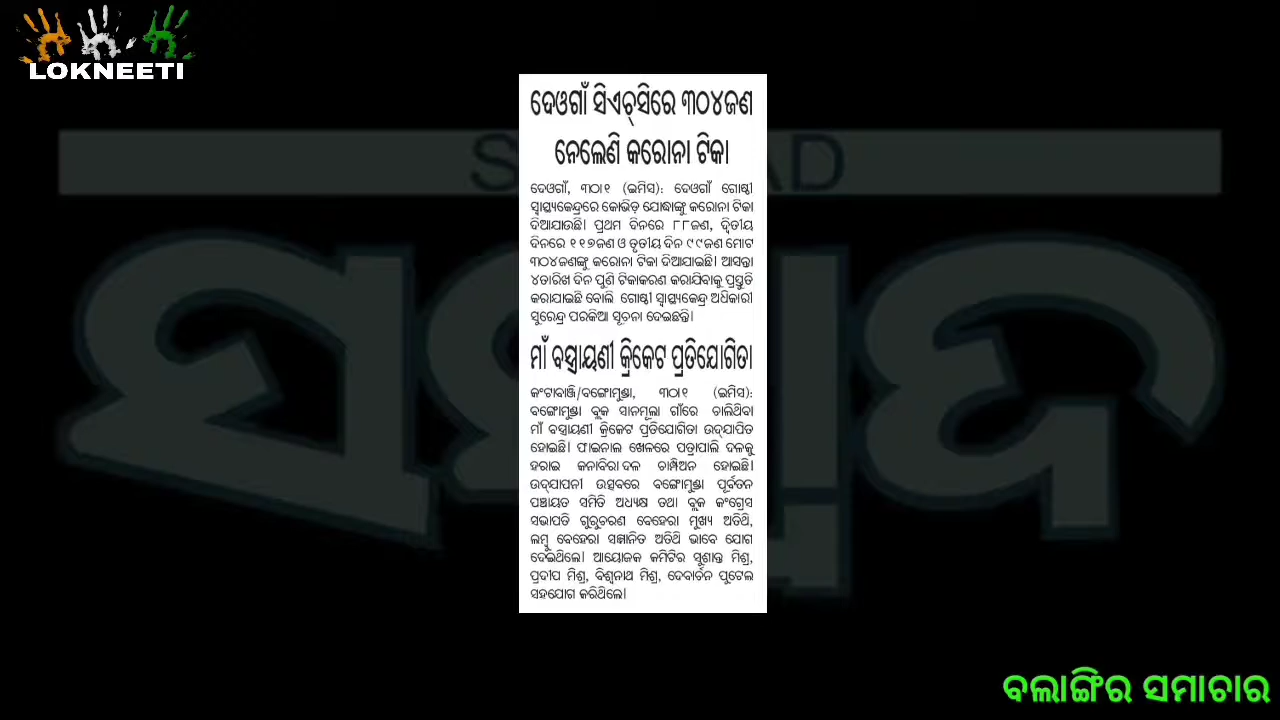 LOKNEETI
ଦେଓଗାଁ ସିଏଚ୍‌ସିରେ ୩୦୪ଜଣ
ନେଲେଣି କରୋନା ଟିକା
ଦେଓଗାଁ, ୩୦।୧ (ଇମିସ): ଦେଓଗାଁ ଗୋଷ୍ଠୀ
ସ୍ୱାସ୍ଥ୍ୟକେନ୍ଦ୍ରରେ କୋଭିଡ଼ ଯୋଦ୍ଧାଙ୍କୁ କରୋନା ଟିକା
ଦିଆଯାଉଛି। ପ୍ରଥମ ଦିନରେ ୮୮ଜଣ, ଦ୍ୱିତୀୟ
ଦିନରେ ୧୧୭ଜଣ ଓ ତୃତୀୟ ଦିନ ୯୯ଜଣ ମୋଟ
୩୦୪ଜଣଙ୍କୁ କରୋନା ଟିକା ଦିଆଯାଇଛି। ଆସନ୍ତା
୪ତାରିଖ ଦିନ ପୁଣି ଟିକାକରଣ କରାଯିବାକୁ ପ୍ରସ୍ତୁତି
କରାଯାଇଛି ବୋଲି ଗୋଷ୍ଠୀ ସ୍ୱାସ୍ଥ୍ୟକେନ୍ଦ୍ର ଅଧିକାରୀ
ସୁରେନ୍ଦ୍ର ପରକିଆ ସୂଚନା ଦେଇଛନ୍ତି।
ମାଁ ବସ୍ତ୍ରାୟଣୀ କ୍ରିକେଟ ପ୍ରତିଯୋଗିତା
କଂଟାବାଞ୍ଜି/ବଙ୍ଗୋମୁଣ୍ଡା, ୩୦।୧ (ଇମିସ):
ବଙ୍ଗୋମୁଣ୍ଡା ବ୍ଲକ ସାନମୂଲା ଗାଁରେ ଚାଲିଥିବା
ମାଁ ବସ୍ତ୍ରାୟଣୀ କ୍ରିକେଟ ପ୍ରତିଯୋଗିତା ଉଦ୍‌ଯାପିତ
ହୋଇଛି। ଫାଇନାଲ ଖେଳରେ ପତ୍ରାପାଲି ଦଳକୁ
ହରାଇ କନାବିରା ଦଳ ଚାମ୍ପିଅନ ହୋଇଛି।
ଉଦ୍‌ଯାପନୀ ଉତ୍ସବରେ ବଙ୍ଗୋମୁଣ୍ଡା ପୂର୍ବତନ
ପଞ୍ଚାୟତ ସମିତି ଅଧ୍ୟକ୍ଷ ତଥା ବ୍ଲକ କଂଗ୍ରେସ
ସଭାପତି ଗୁରୁଚରଣ ବେହେରା ମୁଖ୍ୟ ଅତିଥି,
ଲମ୍ବୁ ବେହେରା ସମ୍ମାନିତ ଅତିଥି ଭାବେ ଯୋଗ
ଦେଇଥିଲେ। ଆୟୋଜକ କମିଟିର ସୁଶାନ୍ତ ମିଶ୍ର,
ପ୍ରଦୀପ ମିଶ୍ର, ବିଶ୍ୱନାଥ ମିଶ୍ର, ଦେବାର୍ଚନ ପୁଟେଲ
ସହଯୋଗ କରିଥିଲେ।
ବଲାଙ୍ଗିର ସମାଚାର